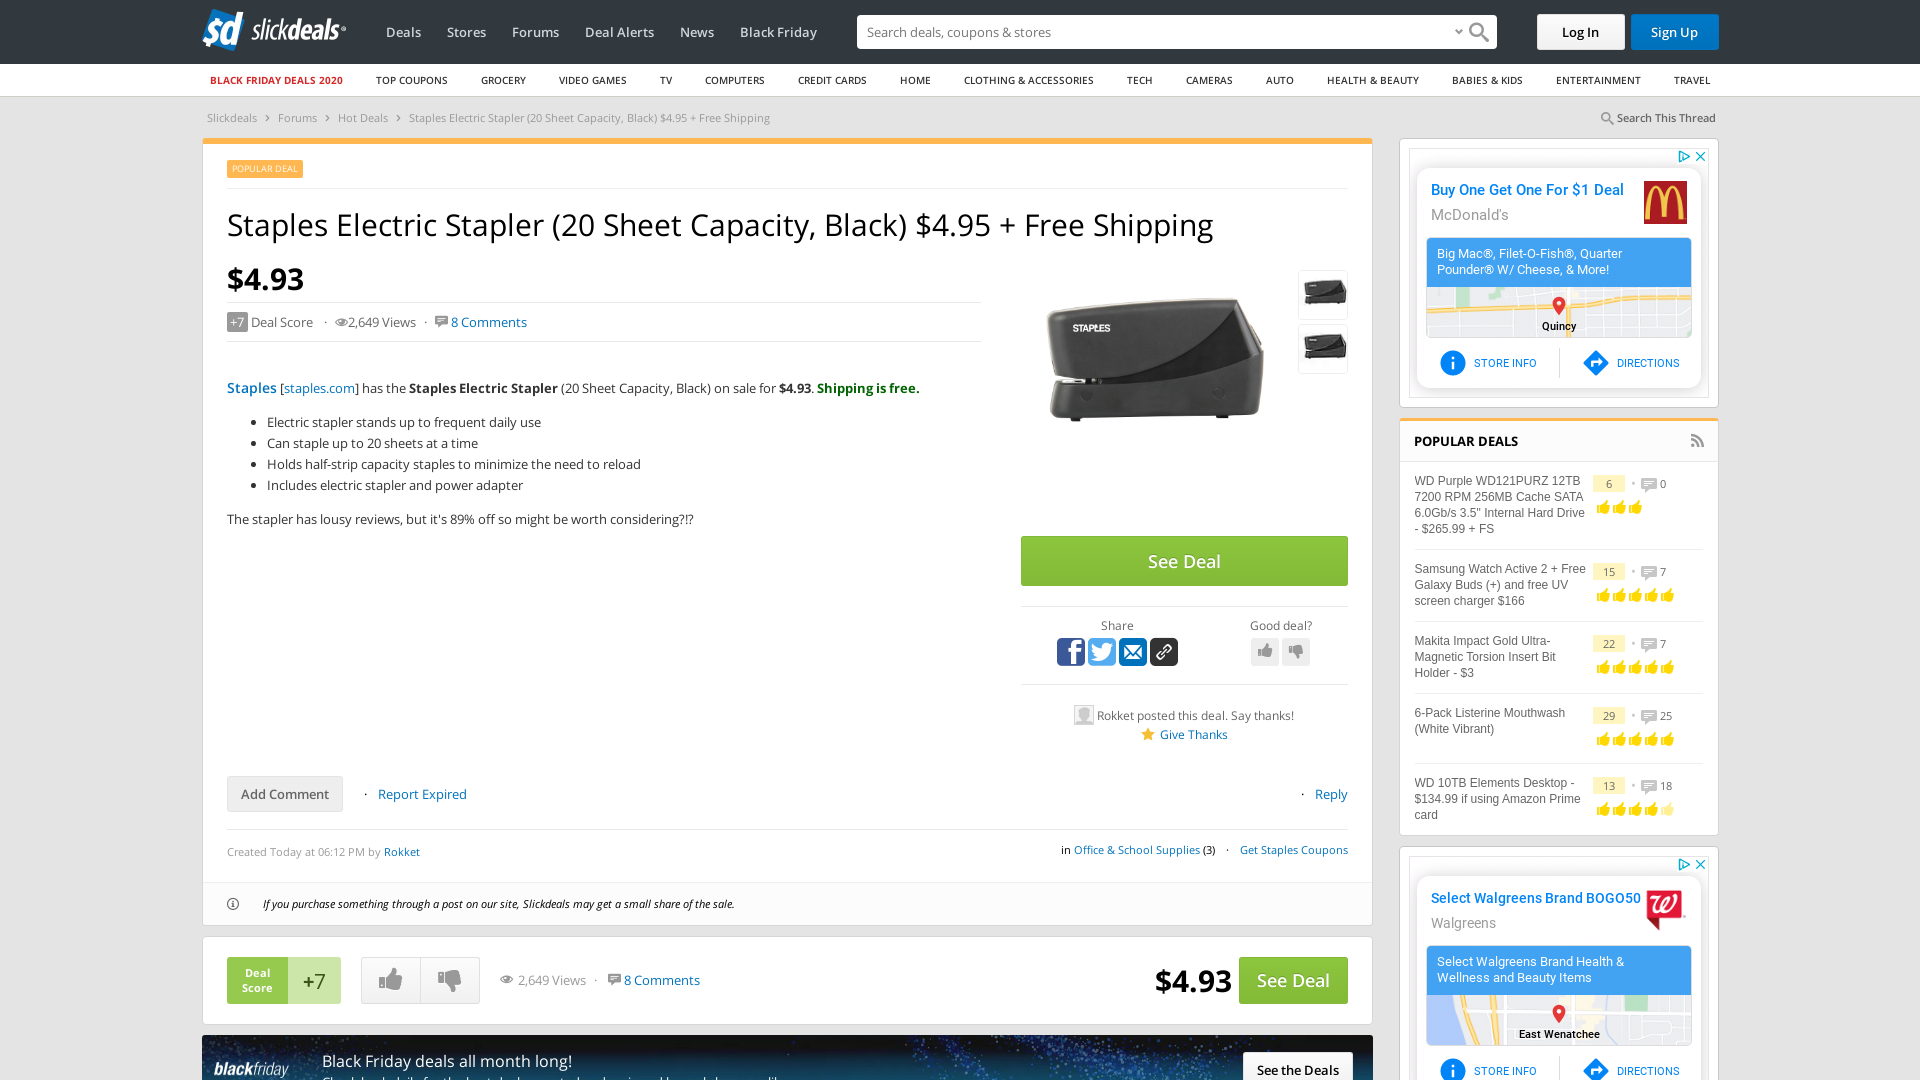 sd slickdeals
Deals
Stores
Forums
Deal Alerts
News
Black Friday
Search deals, coupons & shops
Log In
Sign Up
BLACK FRIDAY DEALS 2020
TOP COUPONS
GROCERY
VIDEO GAMES
TV
COMPUTERS
CREDIT CARDS
HOME
CLOTHING & ACCESSORIES
TECH
CAMERAS
AUTO
HEALTH & BEAUTY
BABIES & KIDS
ENTERTAINMENT
TRAVEL
Slickdeals › Forums › Hot Deals › Staples Electric Stapler (20 Sheet Capacity, Black) $4.95 + Free Shipping
Search This Thread
POPULAR DEAL
Staples Electric Stapler (20 Sheet Capacity, Black) $4.95 + Free Shipping
$4.93
+7 Deal Score · 2,649 Views · 8 Comments
Staples [staples.com] has the Staples Electric Stapler (20 Sheet Capacity, Black) on sale for $4.93. Shipping is free.
• Electric stapler stands up to frequent daily use
• Can staple up to 20 sheets at a time
• Holds half-strip capacity staples to minimize the need to reload
• Includes electric stapler and power adapter
The stapler has lousy reviews, but it's 89% off so might be worth considering?!?
STAPLES
See Deal
Share
Good deal?
Rokket posted this deal. Say thanks!
Give Thanks
Add Comment · Report Expired
· Reply
Created Today at 06:12 PM by Rokket
in Office & School Supplies (3) · Get Staples Coupons
If you purchase something through a post on our site, Slickdeals may get a small share of the sale.
Deal
Score
+7
2,649 Views · 8 Comments
$4.93
See Deal
blackfriday
Black Friday deals all month long!
See the Deals
Buy One Get One For $1 Deal
McDonald's
Big Mac®, Filet-O-Fish®, Quarter
Pounder® W/ Cheese, & More!
Quincy
STORE INFO
DIRECTIONS
POPULAR DEALS
WD Purple WD121PURZ 12TB
7200 RPM 256MB Cache SATA
6.0Gb/s 3.5" Internal Hard Drive
- $265.99 + FS
6 • 0
Samsung Watch Active 2 + Free
Galaxy Buds (+) and free UV
screen charger $166
15 • 7
Makita Impact Gold Ultra-
Magnetic Torsion Insert Bit
Holder - $3
22 • 7
6-Pack Listerine Mouthwash
(White Vibrant)
29 • 25
WD 10TB Elements Desktop -
$134.99 if using Amazon Prime
card
13 • 18
Select Walgreens Brand BOGO50
Walgreens
Select Walgreens Brand Health &
Wellness and Beauty Items
East Wenatchee
STORE INFO
DIRECTIONS